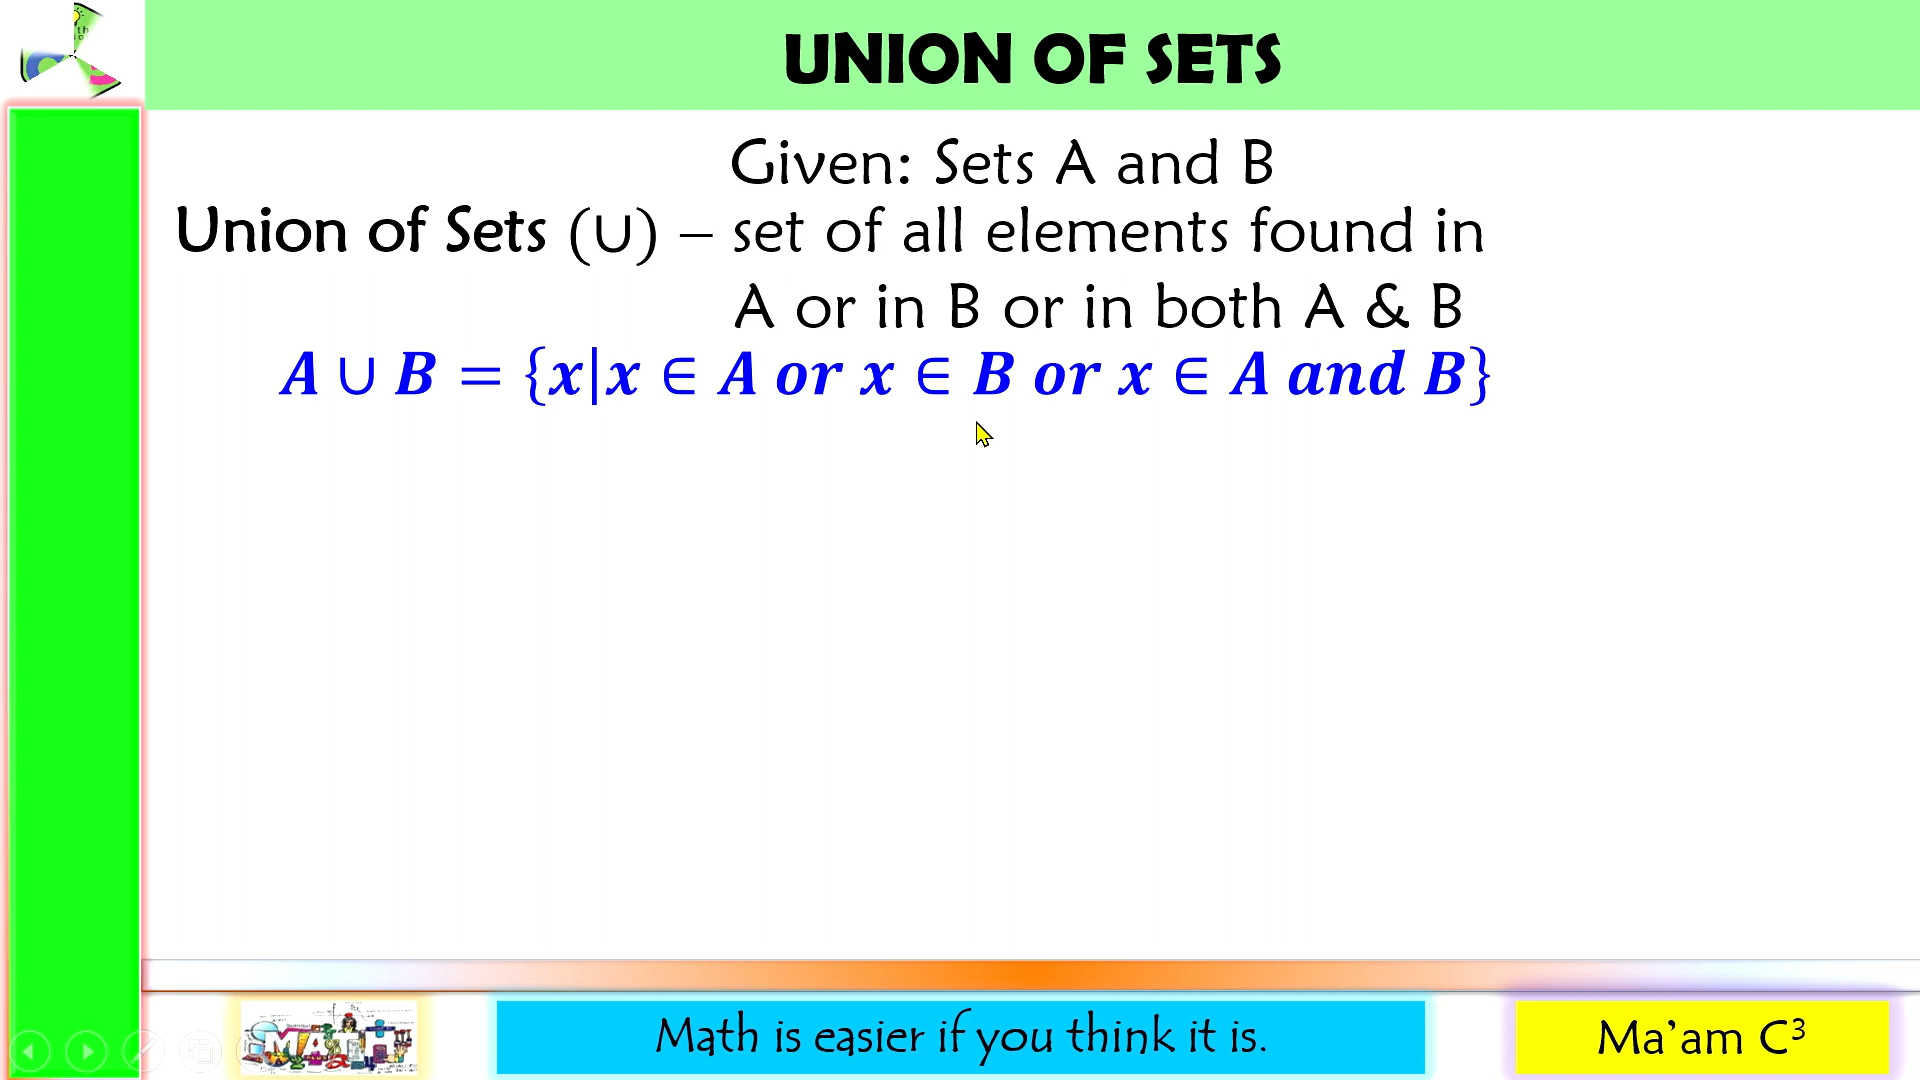 UNION OF SETS
Given: Sets A and B
Union of Sets (∪) – set of all elements found in
A or in B or in both A & B
A ∪ B = {x|x ∈ A or x ∈ B or x ∈ A and B}
MATH
Math is easier if you think it is.
Ma’am C³